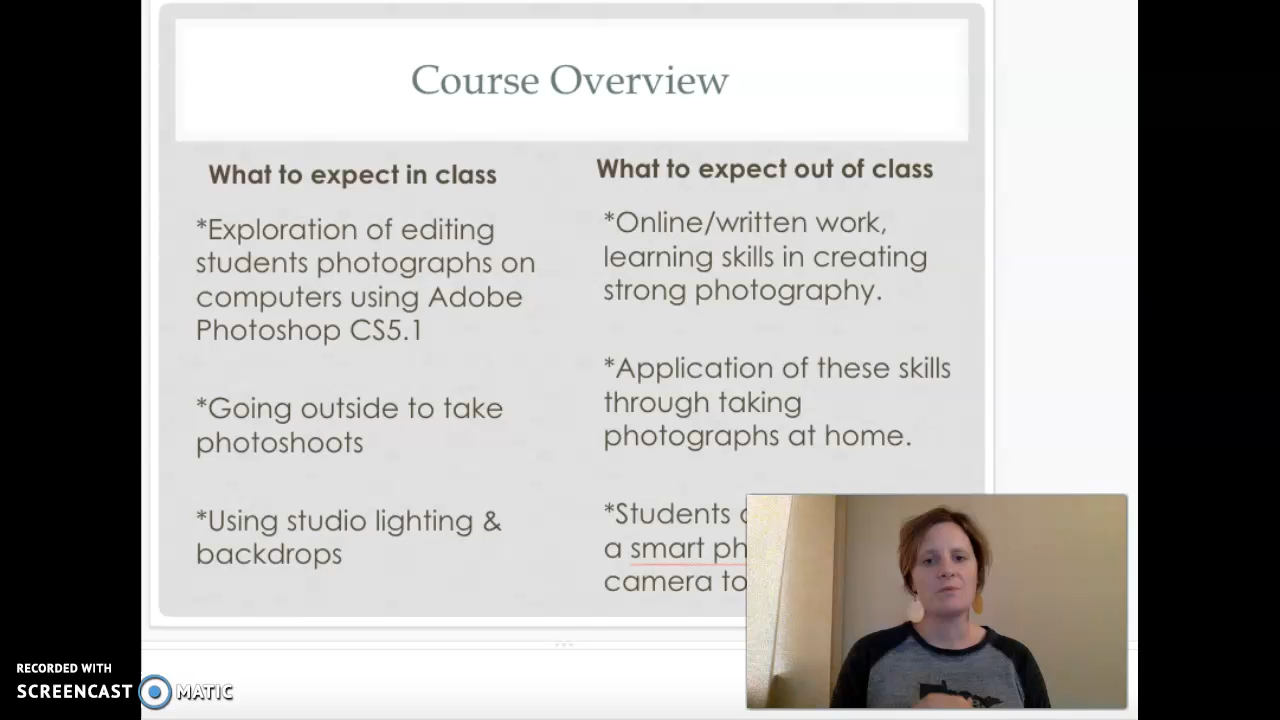 Course Overview
What to expect in class
*Exploration of editing
students photographs on
computers using Adobe
Photoshop CS5.1
*Going outside to take
photoshoots
*Using studio lighting &
backdrops
What to expect out of class
*Online/written work,
learning skills in creating
strong photography.
*Application of these skills
through taking
photographs at home.
*Students
a smart
camera to
RECORDED WITH
SCREENCAST MATIC